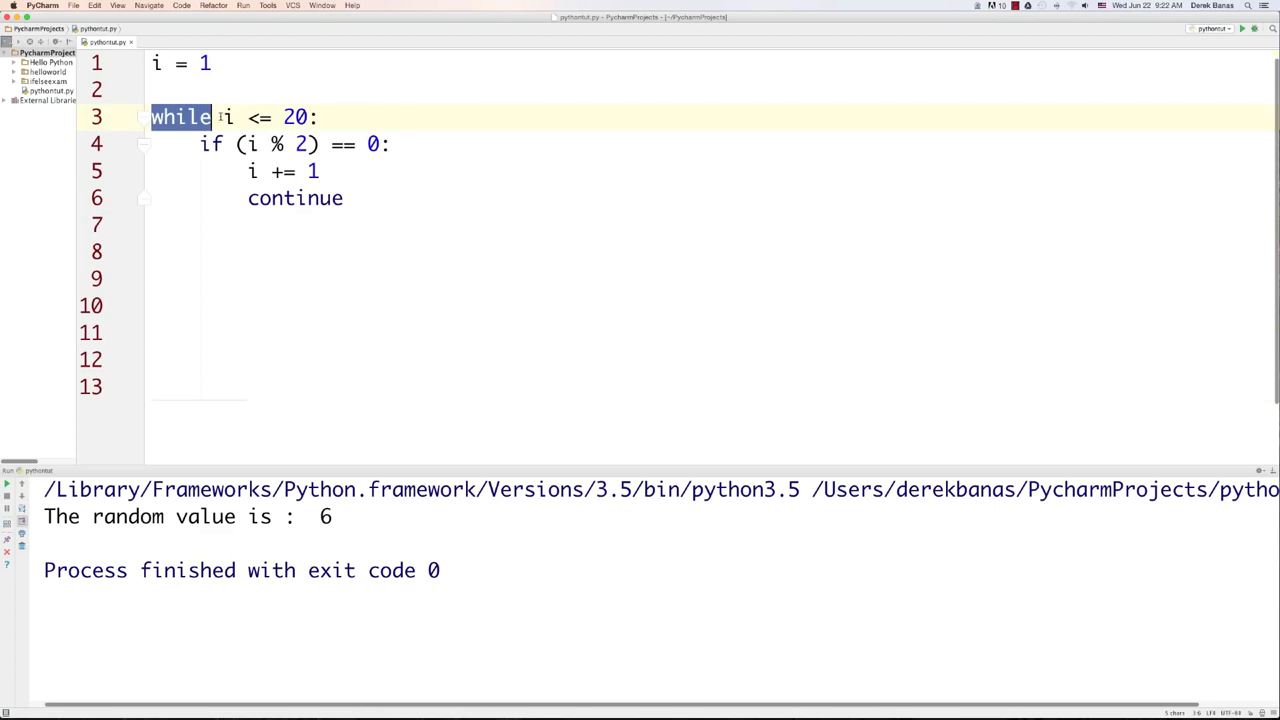 PyCharm File Edit View Navigate Code Refactor Run Tools VCS Window Help
10 Wed Jun 22 9:22 AM Derek Banas
pythontut.py - PycharmProjects - [~/PycharmProjects]
PycharmProjects pythontut.py
pythontut
pythontut.py
PycharmProject
Hello Python
helloworld
ifelseexam
pythontut.py
External Librarie
1 i = 1
2
3 while i <= 20:
4 if (i % 2) == 0:
5 i += 1
6 continue
7
8
9
10
11
12
13
Run pythontut
/Library/Frameworks/Python.framework/Versions/3.5/bin/python3.5 /Users/derekbanas/PycharmProjects/pytho
The random value is : 6
Process finished with exit code 0
5 chars 3:6 LF‡ UTF-8‡